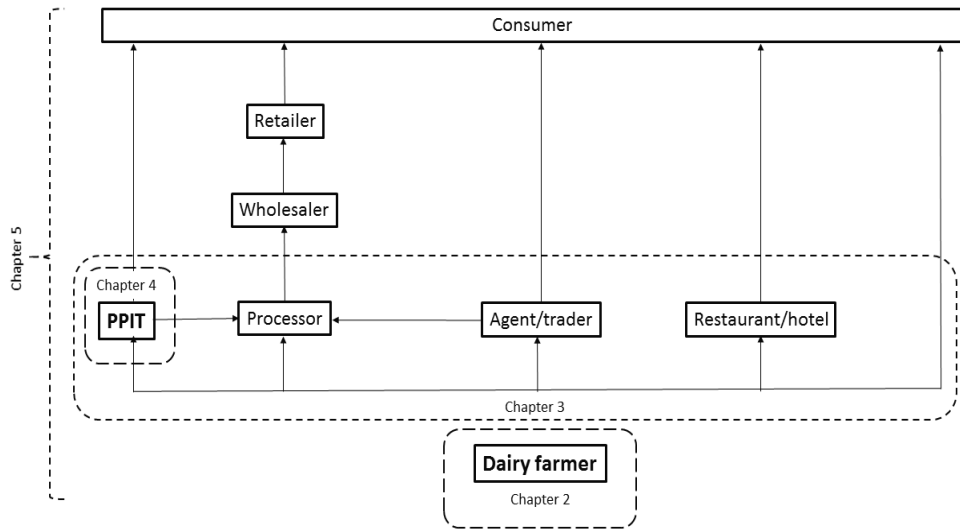 Consumer
Retailer
Wholesaler
Chapter 5
Chapter 4
PPIT
Processor
Agent/trader
Restaurant/hotel
Chapter 3
Dairy farmer
Chapter 2